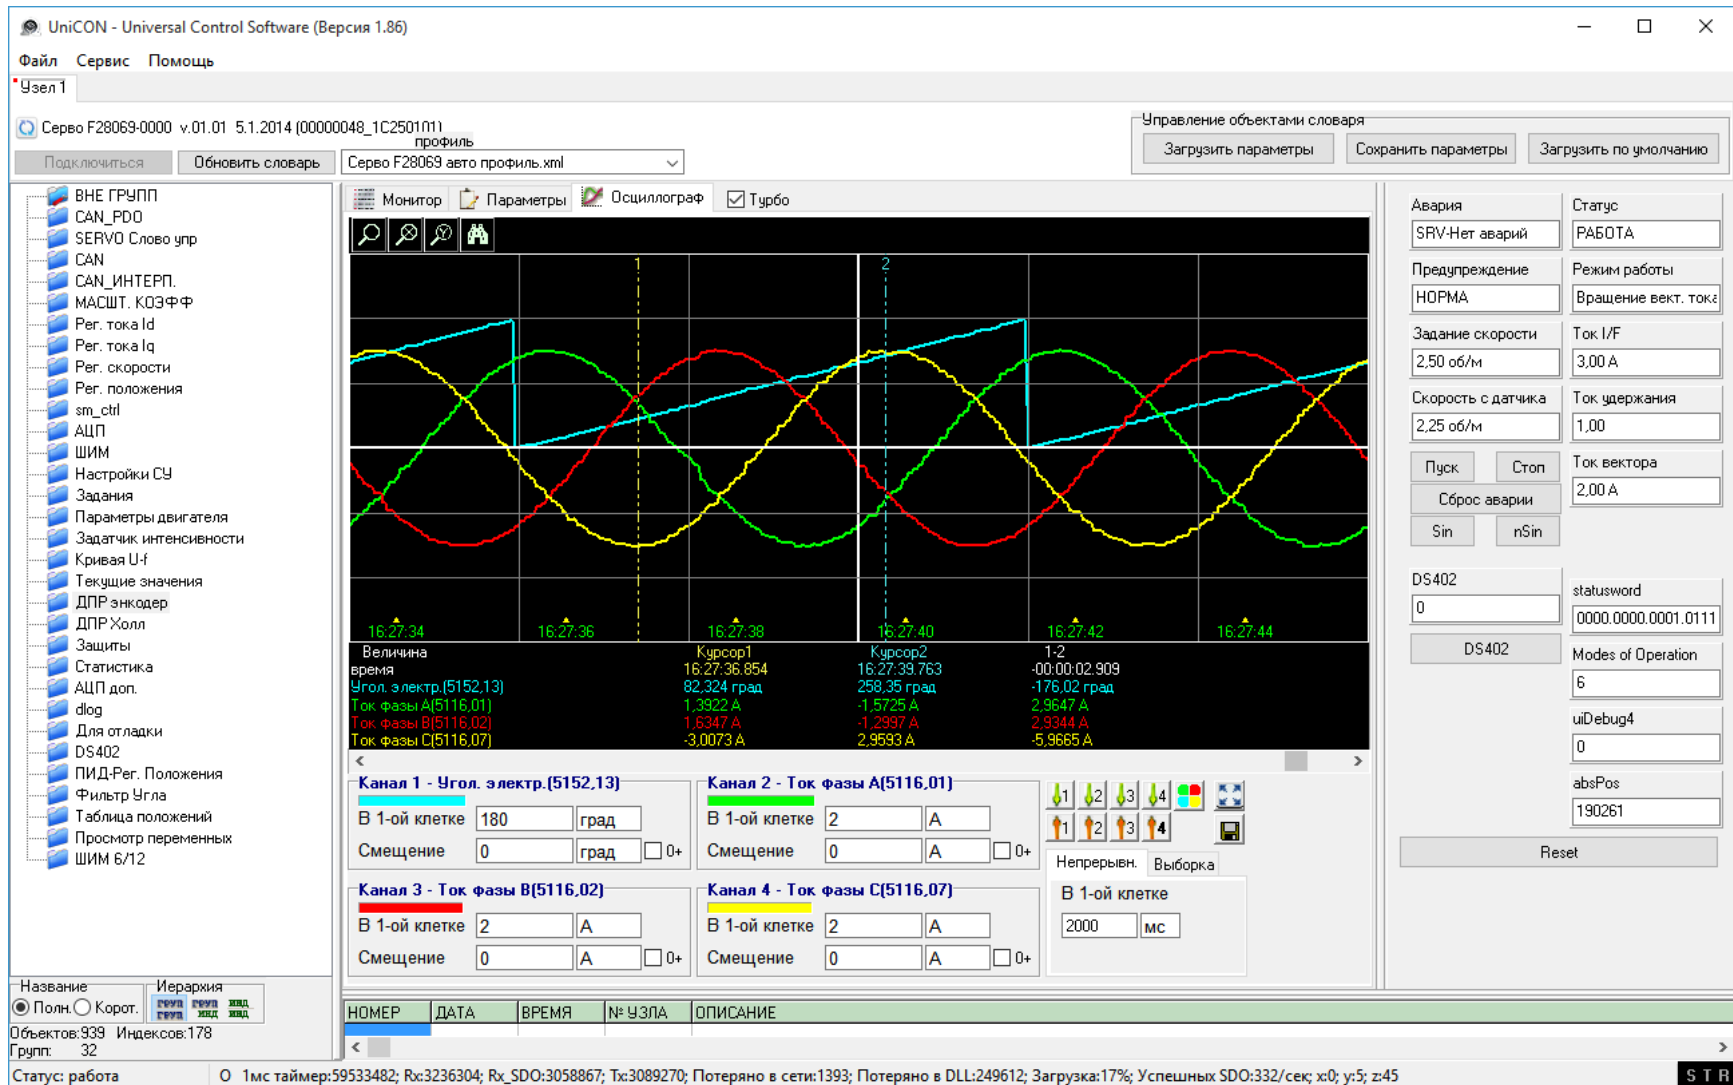 UniCON - Universal Control Software (Версия 1.86)
Файл Сервис Помощь
Узел 1
Серво F28069-0000 v.01.01 5.1.2014 (00000048_1C250101)
профиль
Подключиться Обновить словарь Серво F28069 авто профиль.xml
Управление объектами словаря
Загрузить параметры Сохранить параметры Загрузить по умолчанию
ВНЕ ГРУПП
CAN_PDO
SERVO Слово упр
CAN
CAN_ИНТЕРП.
МАСШТ. КОЭФФ
Рег. тока Id
Рег. тока Iq
Рег. скорости
Рег. положения
sm_ctrl
АЦП
ШИМ
Настройки СУ
Задания
Параметры двигателя
Задатчик интенсивности
Кривая U-f
Текущие значения
ДПР энкодер
ДПР Холл
Защиты
Статистика
АЦП доп.
dlog
Для отладки
DS402
ПИД-Рег. Положения
Фильтр Угла
Таблица положений
Просмотр переменных
ШИМ 6/12
Название Иерархия
Полн. Корот. груп груп инд
груп инд инд
Объектов:939 Индексов:178
Групп: 32
Монитор Параметры Осциллограф Турбо
1 2
16:27:34 16:27:36 16:27:38 16:27:40 16:27:42 16:27:44
Величина Курсор1 Курсор2 1-2
время 16:27:36.854 16:27:39.763 -00:00:02.909
Угол. электр.(5152,13) 82,324 град 258,35 град -176,02 град
Ток фазы A(5116,01) 1,3922 A -1,5725 A 2,9647 A
Ток фазы B(5116,02) 1,6347 A -1,2997 A 2,9344 A
Ток фазы C(5116,07) -3,0073 A 2,9593 A -5,9665 A
Канал 1 - Угол. электр.(5152,13)
В 1-ой клетке 180 град
Смещение 0 град 0+
Канал 2 - Ток фазы A(5116,01)
В 1-ой клетке 2 A
Смещение 0 A 0+
Канал 3 - Ток фазы B(5116,02)
В 1-ой клетке 2 A
Смещение 0 A 0+
Канал 4 - Ток фазы C(5116,07)
В 1-ой клетке 2 A
Смещение 0 A 0+
1 2 3 4
1 2 3 4
Непрерывн. Выборка
В 1-ой клетке
2000 мс
Авария Статус
SRV-Нет аварий РАБОТА
Предупреждение Режим работы
НОРМА Вращение вект. тока
Задание скорости Ток I/F
2,50 об/м 3,00 A
Скорость с датчика Ток удержания
2,25 об/м 1,00
Пуск Стоп Ток вектора
Сброс аварии 2,00 A
Sin nSin
DS402 statusword
0 0000.0000.0001.0111
DS402 Modes of Operation
6
uiDebug4
0
absPos
190261
Reset
НОМЕР ДАТА ВРЕМЯ № УЗЛА ОПИСАНИЕ
Статус: работа O 1мс таймер:59533482; Rx:3236304; Rx_SDO:3058867; Tx:3089270; Потеряно в сети:1393; Потеряно в DLL:249612; Загрузка:17%; Успешных SDO:332/сек; x:0; y:5; z:45 S T R